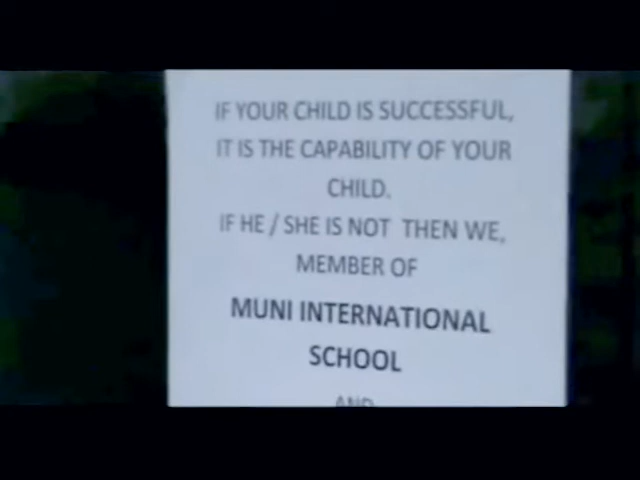 IF YOUR CHILD IS SUCCESSFUL,
IT IS THE CAPABILITY OF YOUR
CHILD.
IF HE / SHE IS NOT THEN WE,
MEMBER OF
MUNI INTERNATIONAL
SCHOOL
AND